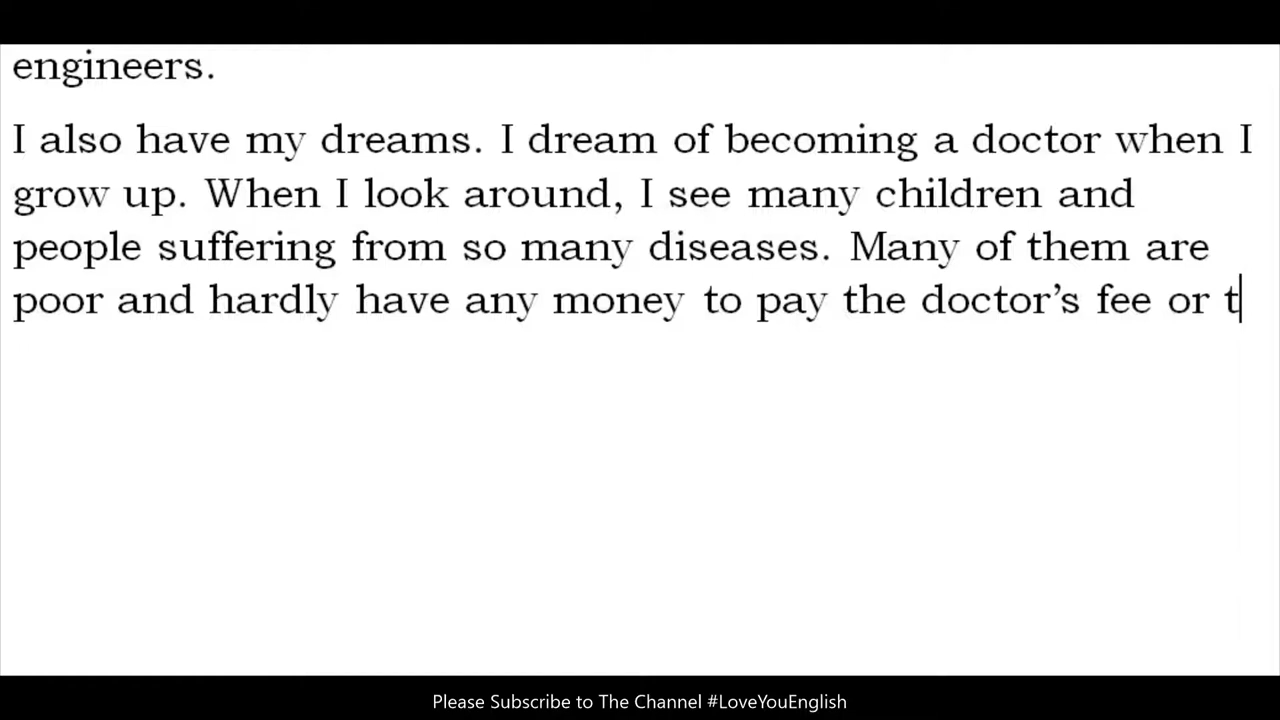 engineers.
I also have my dreams. I dream of becoming a doctor when I
grow up. When I look around, I see many children and
people suffering from so many diseases. Many of them are
poor and hardly have any money to pay the doctor’s fee or t
Please Subscribe to The Channel #LoveYouEnglish